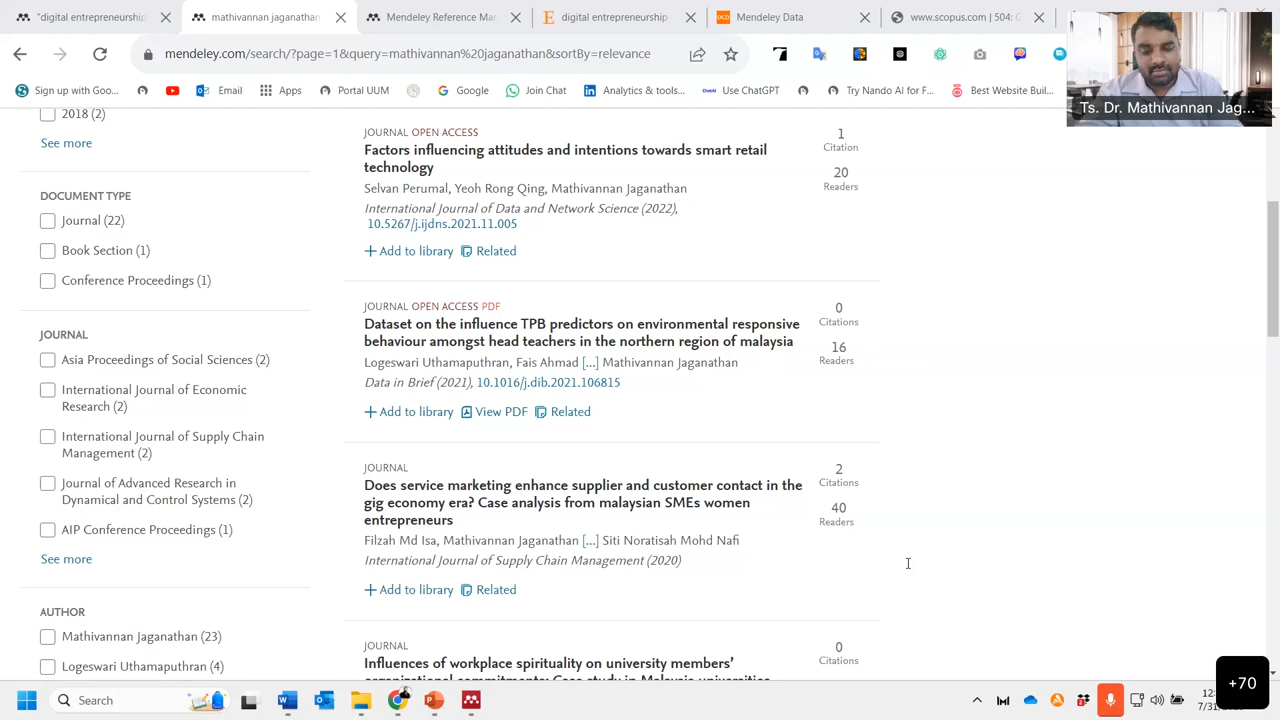 "digital entrepreneurship"
mathivannan jaganathan
Mendeley Reference Ma
digital entrepreneurship
Mendeley Data
www.scopus.com | 504:
mendeley.com/search/?page=1&query=mathivannan%20jaganathan&sortBy=relevance
Sign up with Goo...
Email
Apps
Portal UUM
Google
Join Chat
Analytics & tools...
Use ChatGPT
Try Nando AI for F...
Best Website Buil...
Ts. Dr. Mathivannan Jag...
2018 (2)
See more
DOCUMENT TYPE
Journal (22)
Book Section (1)
Conference Proceedings (1)
JOURNAL
Asia Proceedings of Social Sciences (2)
International Journal of Economic
Research (2)
International Journal of Supply Chain
Management (2)
Journal of Advanced Research in
Dynamical and Control Systems (2)
AIP Conference Proceedings (1)
See more
AUTHOR
Mathivannan Jaganathan (23)
Logeswari Uthamaputhran (4)
JOURNAL OPEN ACCESS
Factors influencing attitudes and intentions towards smart retail
technology
Selvan Perumal, Yeoh Rong Qing, Mathivannan Jaganathan
International Journal of Data and Network Science (2022),
10.5267/j.ijdns.2021.11.005
+ Add to library Related
1
Citation
20
Readers
JOURNAL OPEN ACCESS PDF
Dataset on the influence TPB predictors on environmental responsive
behaviour amongst head teachers in the northern region of malaysia
Logeswari Uthamaputhran, Fais Ahmad [...] Mathivannan Jaganathan
Data in Brief (2021), 10.1016/j.dib.2021.106815
+ Add to library View PDF Related
0
Citations
16
Readers
JOURNAL
Does service marketing enhance supplier and customer contact in the
gig economy era? Case analysis from malaysian SMEs women
entrepreneurs
Filzah Md Isa, Mathivannan Jaganathan [...] Siti Noratisah Mohd Nafi
International Journal of Supply Chain Management (2020)
+ Add to library Related
2
Citations
40
Readers
JOURNAL
Influences of workplace spirituality on university members'
organizational commitments: Case study in Malaysia universities
0
Citations
+70
Search
12:
7/31/